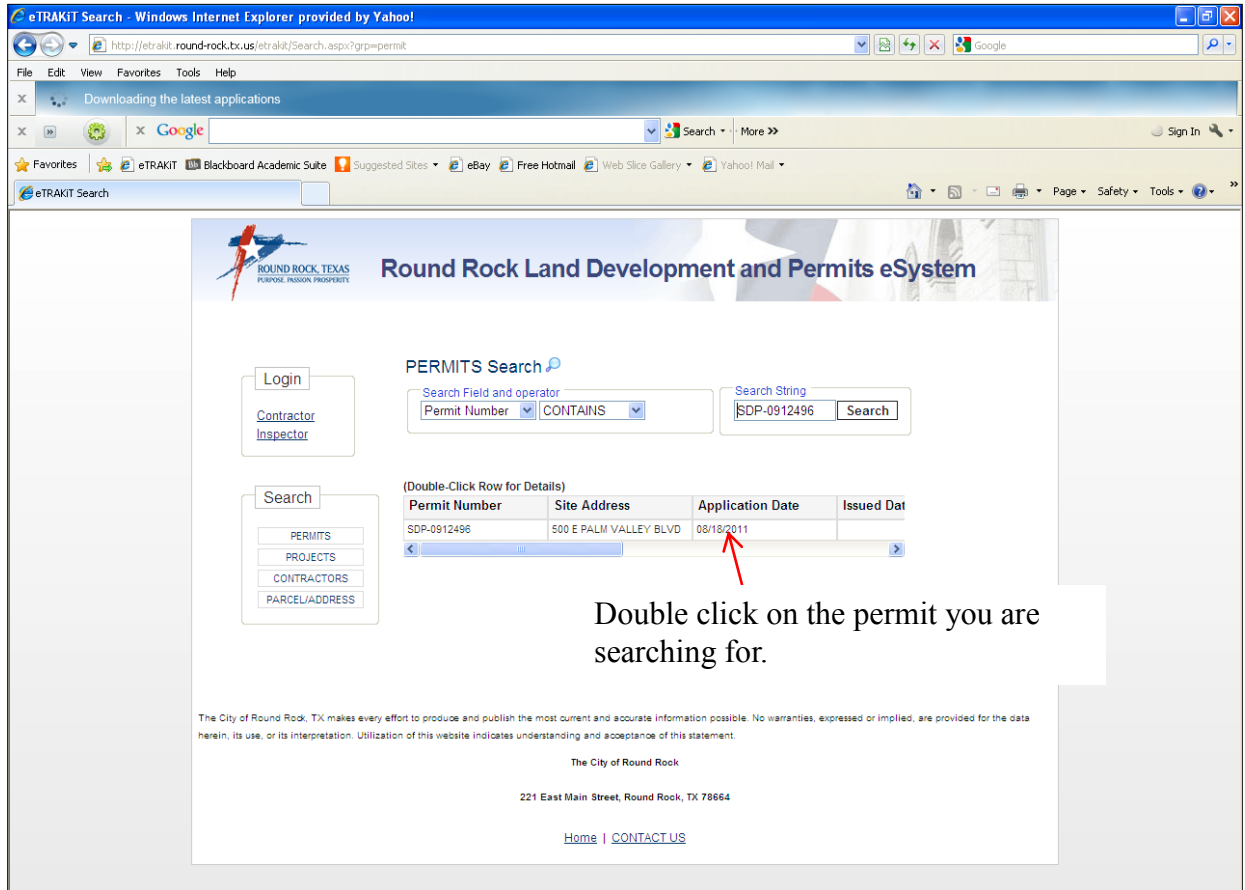 eTRAKiT Search - Windows Internet Explorer provided by Yahoo!
http://etrakit.round-rock.tx.us/etrakit/Search.aspx?grp=permit
Google
File Edit View Favorites Tools Help
x Downloading the latest applications
x Google Search More >> Sign In
Favorites eTRAKiT Blackboard Academic Suite Suggested Sites eBay Free Hotmail Web Slice Gallery Yahoo! Mail
eTRAKiT Search Page Safety Tools >>
ROUND ROCK, TEXAS
PURPOSE. PASSION. PROSPERITY.
Round Rock Land Development and Permits eSystem
Login
Contractor
Inspector
PERMITS Search
Search Field and operator
Permit Number CONTAINS
Search String
SDP-0912496 Search
Search
PERMITS
PROJECTS
CONTRACTORS
PARCEL/ADDRESS
(Double-Click Row for Details)
Permit Number Site Address Application Date Issued Dat
SDP-0912496 500 E PALM VALLEY BLVD 08/18/2011
Double click on the permit you are
searching for.
The City of Round Rock, TX makes every effort to produce and publish the most current and accurate information possible. No warranties, expressed or implied, are provided for the data
herein, its use, or its interpretation. Utilization of this website indicates understanding and acceptance of this statement.
The City of Round Rock
221 East Main Street, Round Rock, TX 78664
Home | CONTACT US